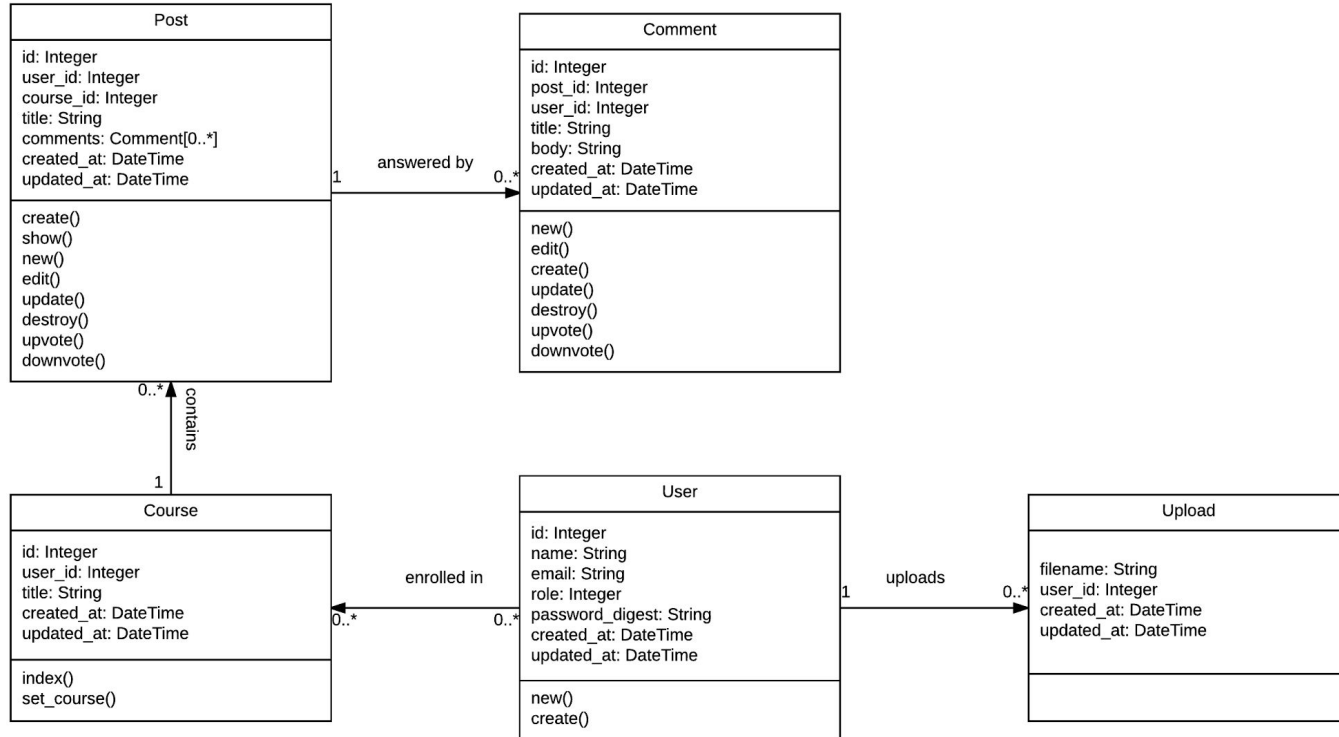 Post
id: Integer
user_id: Integer
course_id: Integer
title: String
comments: Comment[0..*]
created_at: DateTime
updated_at: DateTime
create()
show()
new()
edit()
update()
destroy()
upvote()
downvote()
1
answered by
0..*
Comment
id: Integer
post_id: Integer
user_id: Integer
title: String
body: String
created_at: DateTime
updated_at: DateTime
new()
edit()
create()
update()
destroy()
upvote()
downvote()
0..*
contains
1
Course
id: Integer
user_id: Integer
title: String
created_at: DateTime
updated_at: DateTime
index()
set_course()
0..*
enrolled in
0..*
User
id: Integer
name: String
email: String
role: Integer
password_digest: String
created_at: DateTime
updated_at: DateTime
new()
create()
1
uploads
0..*
Upload
filename: String
user_id: Integer
created_at: DateTime
updated_at: DateTime